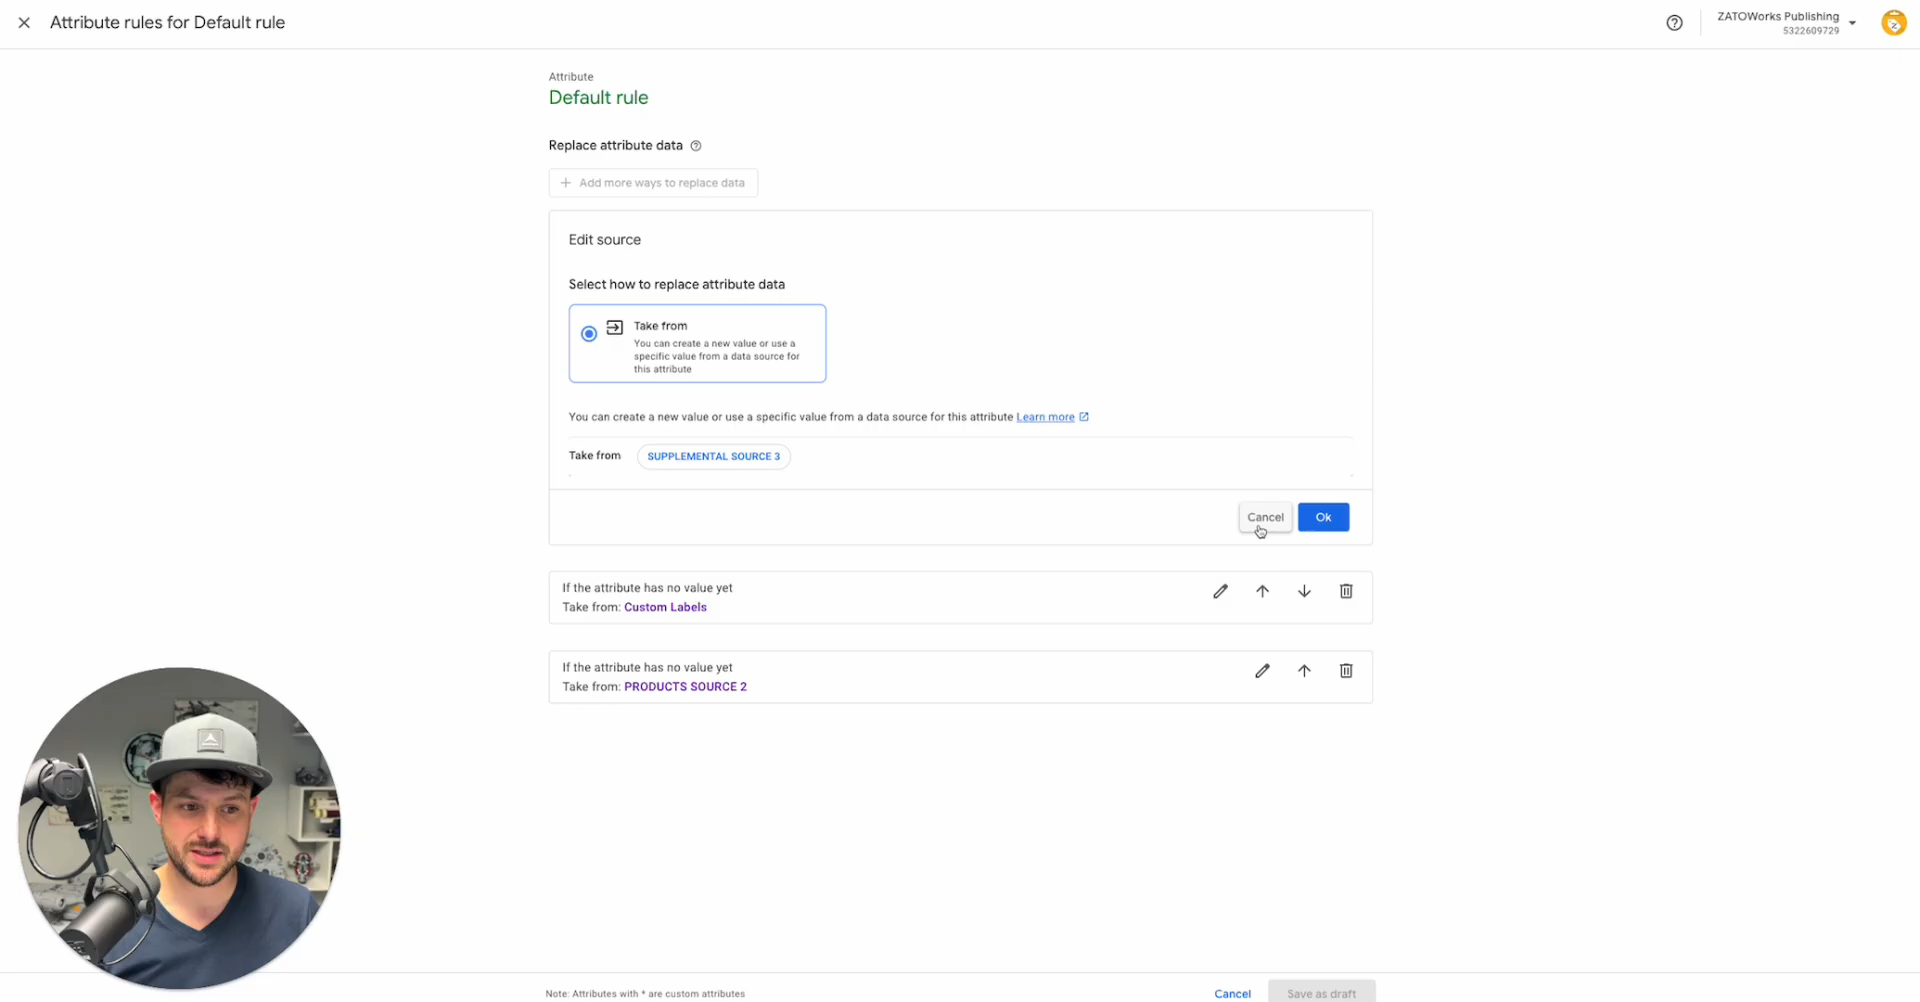 Attribute rules for Default rule
ZATOWorks Publishing
5322609729
Attribute
Default rule
Replace attribute data
Add more ways to replace data
Edit source
Select how to replace attribute data
Take from
You can create a new value or use a
specific value from a data source for
this attribute
You can create a new value or use a specific value from a data source for this attribute Learn more
Take from SUPPLEMENTAL SOURCE 3
Cancel Ok
If the attribute has no value yet
Take from: Custom Labels
If the attribute has no value yet
Take from: PRODUCTS SOURCE 2
Note: Attributes with * are custom attributes
Cancel Save as draft